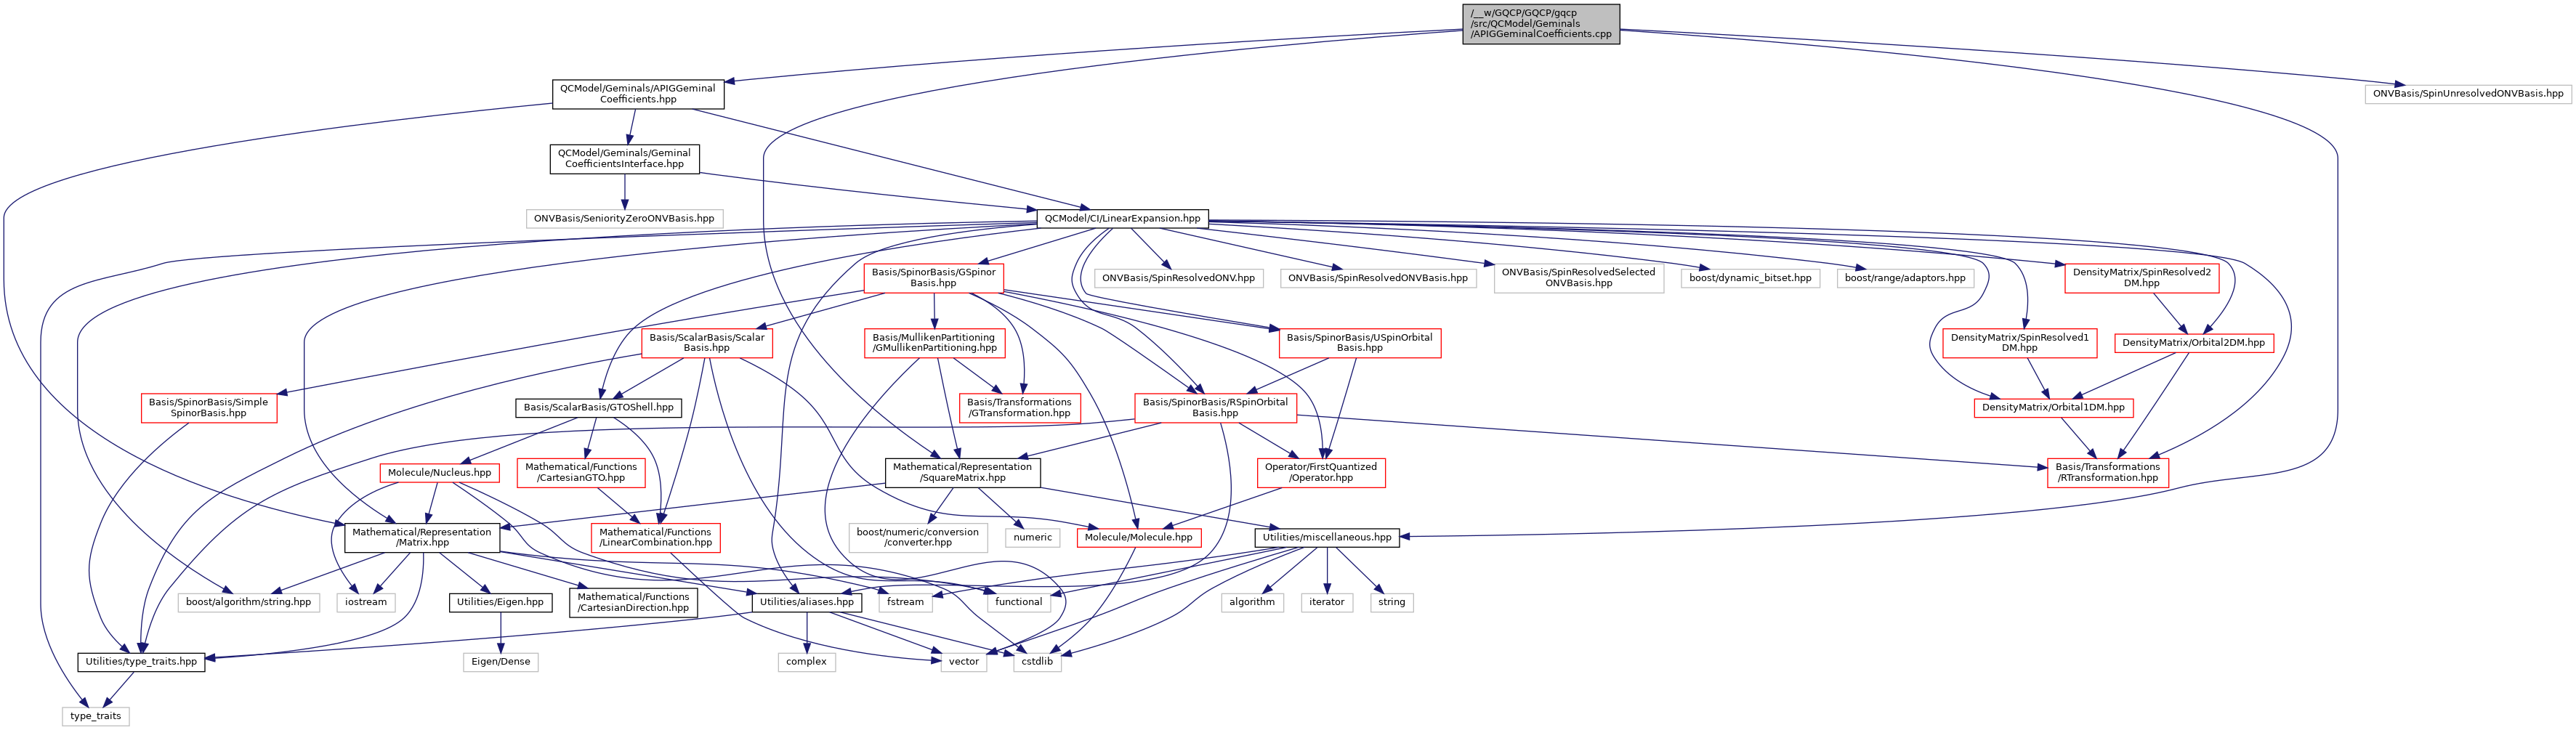 /__w/GQCP/GQCP/gqcp
/src/QCModel/Geminals
/APIGGeminalCoefficients.cpp
QCModel/Geminals/APIGGeminal
Coefficients.hpp
ONVBasis/SpinUnresolvedONVBasis.hpp
QCModel/Geminals/Geminal
CoefficientsInterface.hpp
ONVBasis/SeniorityZeroONVBasis.hpp
QCModel/CI/LinearExpansion.hpp
Basis/SpinorBasis/GSpinor
Basis.hpp
ONVBasis/SpinResolvedONV.hpp
ONVBasis/SpinResolvedONVBasis.hpp
ONVBasis/SpinResolvedSelected
ONVBasis.hpp
boost/dynamic_bitset.hpp
boost/range/adaptors.hpp
DensityMatrix/SpinResolved2
DM.hpp
Basis/ScalarBasis/Scalar
Basis.hpp
Basis/MullikenPartitioning
/GMullikenPartitioning.hpp
Basis/SpinorBasis/USpinOrbital
Basis.hpp
DensityMatrix/SpinResolved1
DM.hpp
DensityMatrix/Orbital2DM.hpp
Basis/SpinorBasis/Simple
SpinorBasis.hpp
Basis/ScalarBasis/GTOShell.hpp
Basis/Transformations
/GTransformation.hpp
Basis/SpinorBasis/RSpinOrbital
Basis.hpp
DensityMatrix/Orbital1DM.hpp
Molecule/Nucleus.hpp
Mathematical/Functions
/CartesianGTO.hpp
Mathematical/Representation
/SquareMatrix.hpp
Operator/FirstQuantized
/Operator.hpp
Basis/Transformations
/RTransformation.hpp
Mathematical/Representation
/Matrix.hpp
Mathematical/Functions
/LinearCombination.hpp
boost/numeric/conversion
/converter.hpp
numeric
Molecule/Molecule.hpp
Utilities/miscellaneous.hpp
boost/algorithm/string.hpp
iostream
Utilities/Eigen.hpp
Mathematical/Functions
/CartesianDirection.hpp
Utilities/aliases.hpp
fstream
functional
algorithm
iterator
string
Utilities/type_traits.hpp
Eigen/Dense
complex
vector
cstdlib
type_traits